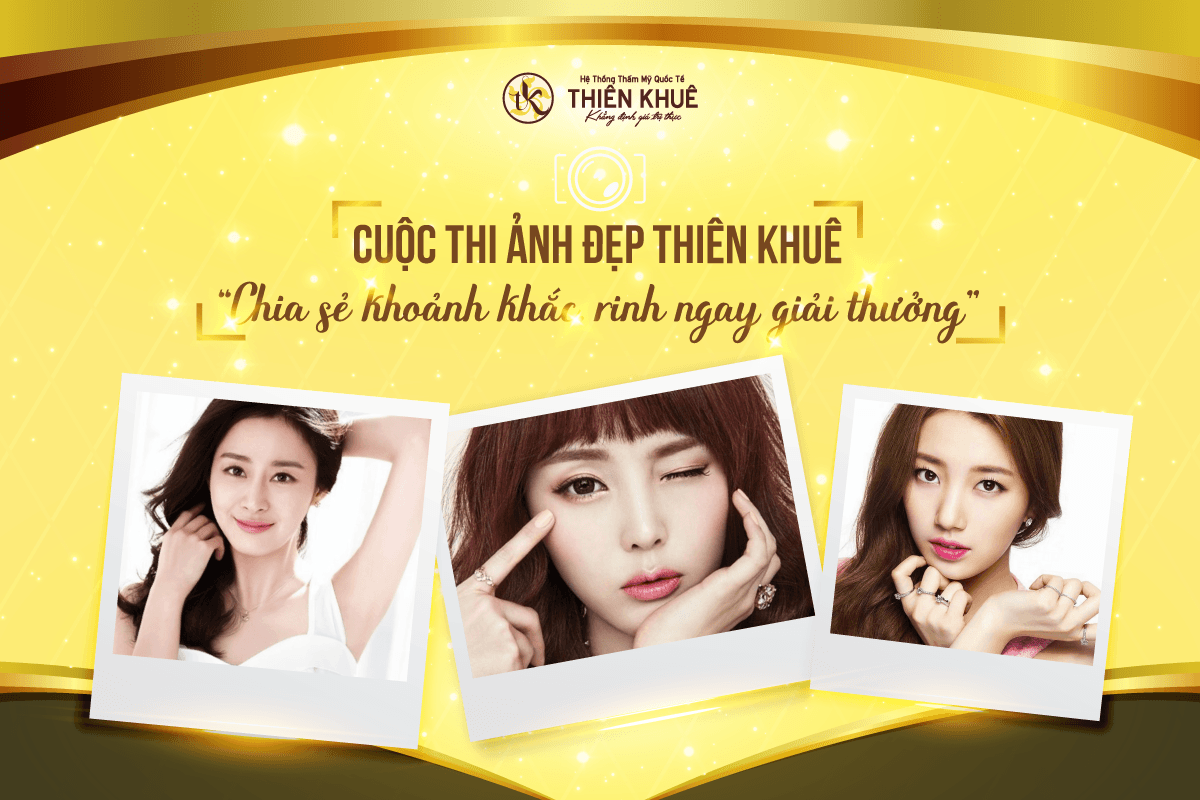 tK
Hệ Thống Thẩm Mỹ Quốc Tế
THIÊN KHUÊ
Khẳng định giá trị thực
CUỘC THI ẢNH ĐẸP THIÊN KHUÊ
“Chia sẻ khoảnh khắc, rinh ngay giải thưởng”